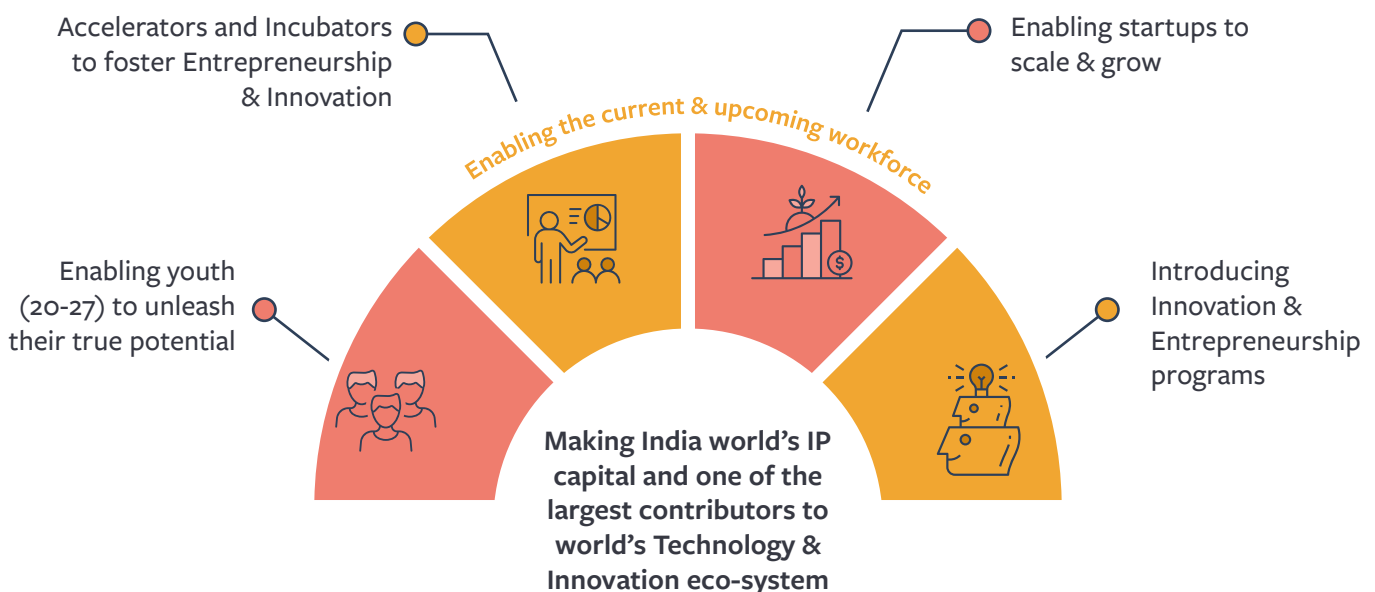 Accelerators and Incubators
to foster Entrepreneurship
& Innovation
Enabling startups to
scale & grow
Enabling the current & upcoming workforce
$
Enabling youth
(20-27) to unleash
their true potential
Introducing
Innovation &
Entrepreneurship
programs
Making India world’s IP
capital and one of the
largest contributors to
world’s Technology &
Innovation eco-system